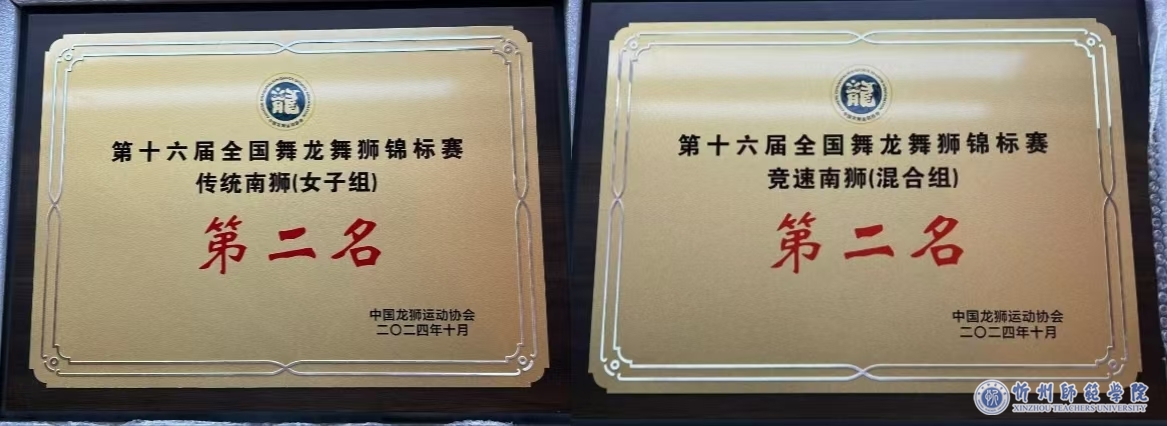 龍
第十六届全国舞龙舞狮锦标赛
传统南狮(女子组)
第二名
中国龙狮运动协会
二〇二四年十月
龍
第十六届全国舞龙舞狮锦标赛
竞速南狮(混合组)
第二名
中国龙狮运动协会
二〇二四年十月
忻州师范学院
XINZHOU TEACHERS UNIVERSITY